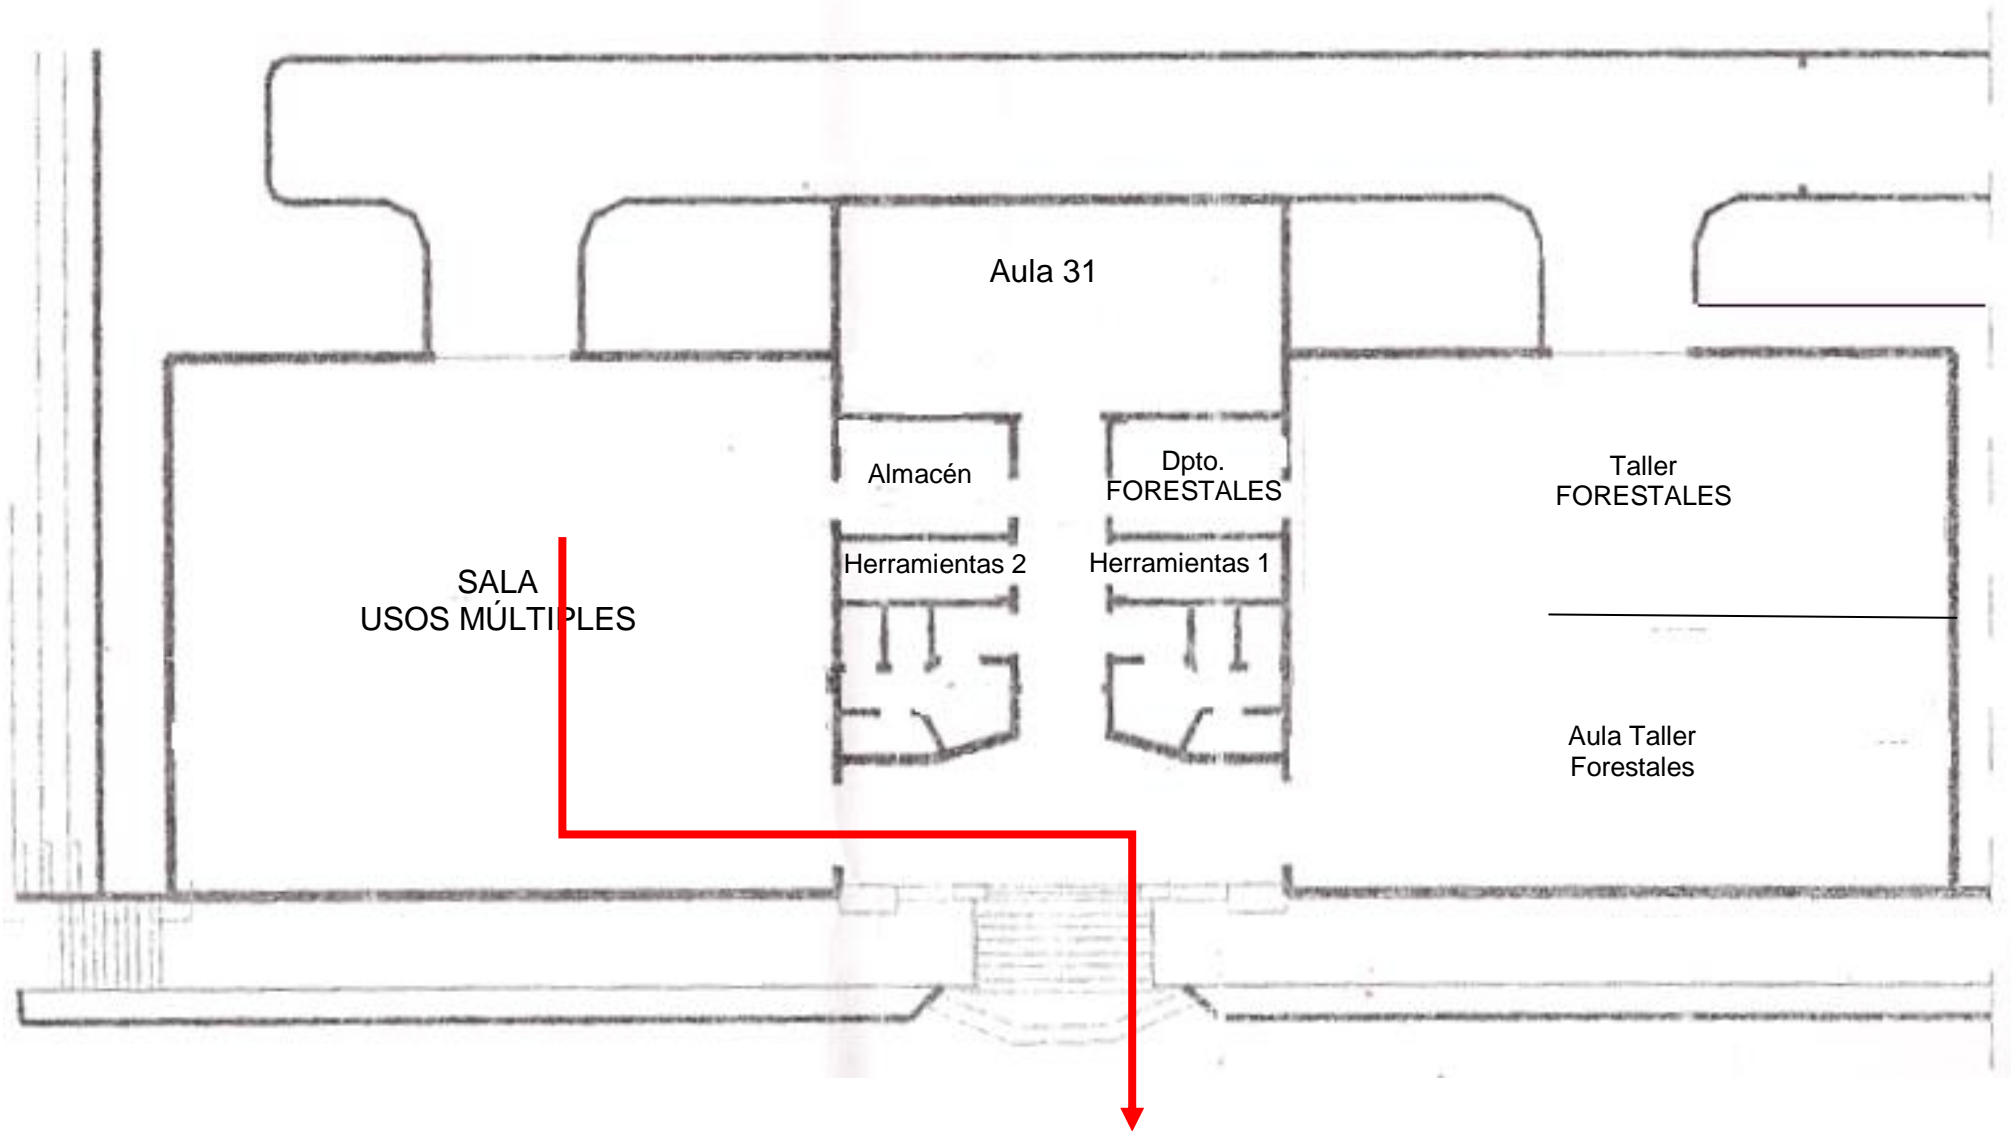 Aula 31
Almacén
Dpto.
FORESTALES
Taller
FORESTALES
Herramientas 2
Herramientas 1
SALA
USOS MÚLTIPLES
Aula Taller
Forestales